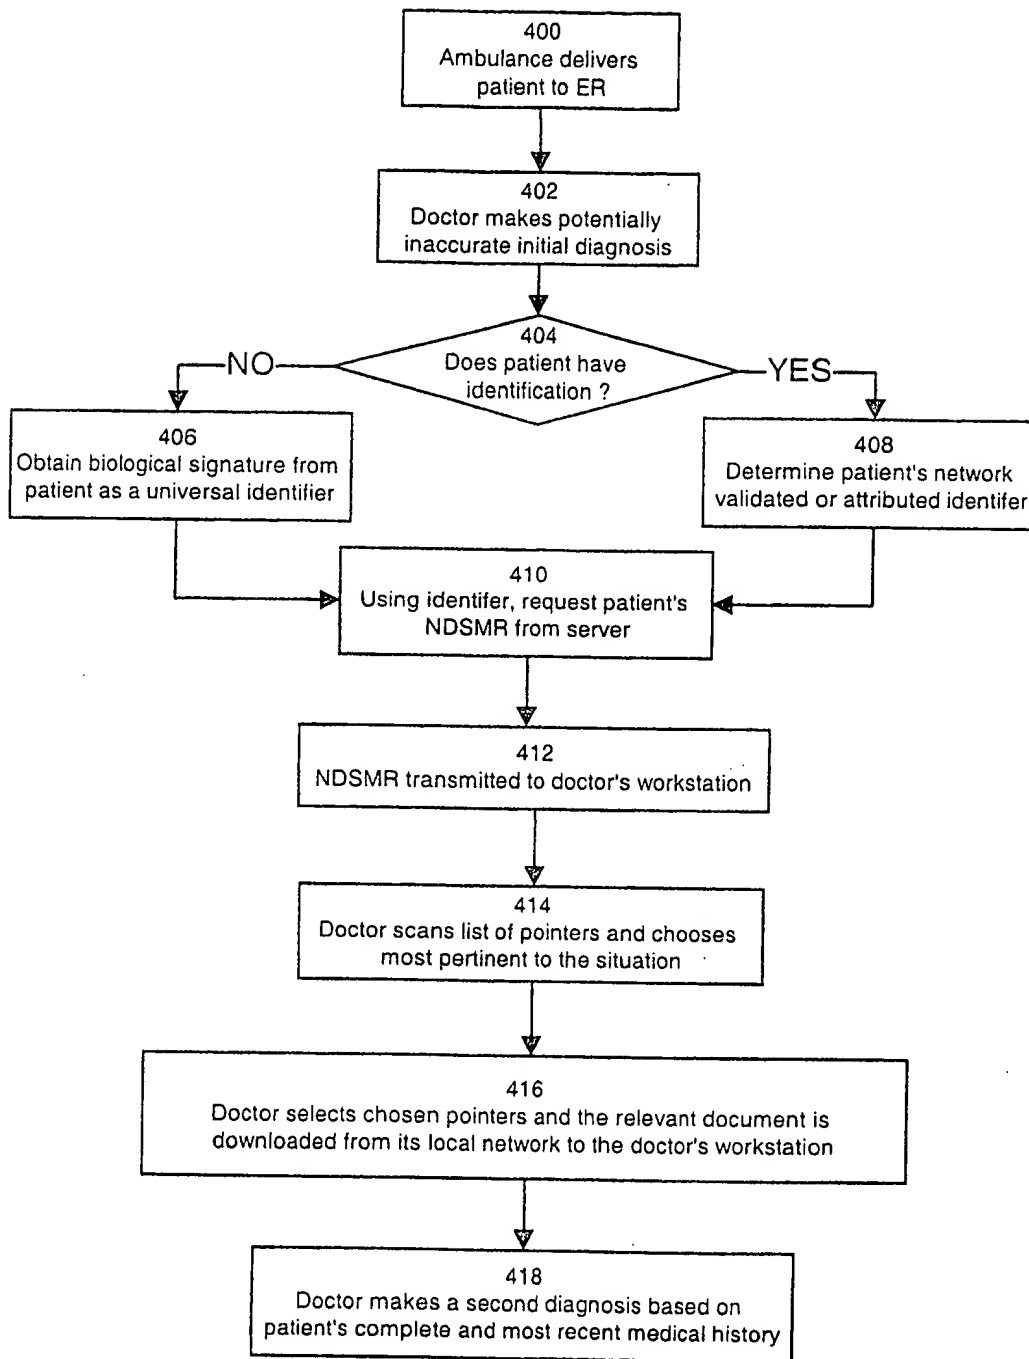 400
Ambulance delivers
patient to ER
402
Doctor makes potentially
inaccurate initial diagnosis
404
Does patient have
identification ?
NO
YES
406
Obtain biological signature from
patient as a universal identifier
408
Determine patient's network
validated or attributed identifer
410
Using identifer, request patient's
NDSMR from server
412
NDSMR transmitted to doctor's workstation
414
Doctor scans list of pointers and chooses
most pertinent to the situation
416
Doctor selects chosen pointers and the relevant document is
downloaded from its local network to the doctor's workstation
418
Doctor makes a second diagnosis based on
patient's complete and most recent medical history